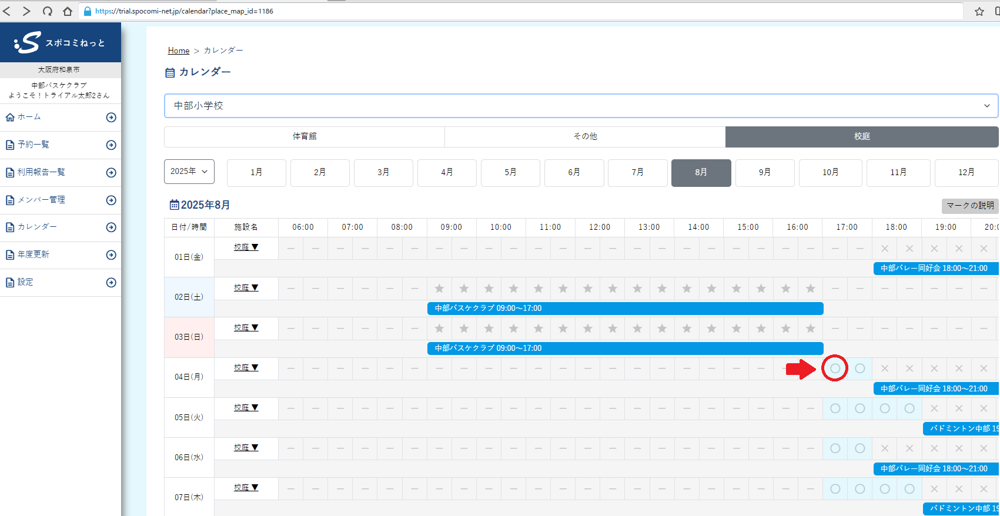 https://trial.spocomi-net.jp/calendar?place_map_id=1186
スポコミねっと
大阪府和泉市
中部バスケクラブ
ようこそ！トライアル太郎2さん
ホーム
予約一覧
利用報告一覧
メンバー管理
カレンダー
年度更新
設定
Home > カレンダー
カレンダー
中部小学校
体育館 その他 校庭
2025年 1月 2月 3月 4月 5月 6月 7月 8月 9月 10月 11月 12月
2025年8月
マークの説明
日付/時間 施設名 06:00 07:00 08:00 09:00 10:00 11:00 12:00 13:00 14:00 15:00 16:00 17:00 18:00 19:00 20:0
01日(金) 校庭▼ － － － － － － － － － － － － － － － － － － － － － － － － × × × × ×
中部バレー同好会 18:00～21:00
02日(土) 校庭▼ － － － － － － ★ ★ ★ ★ ★ ★ ★ ★ ★ ★ ★ ★ ★ ★ ★ ★ － － － － － － －
中部バスケクラブ 09:00～17:00
03日(日) 校庭▼ － － － － － － ★ ★ ★ ★ ★ ★ ★ ★ ★ ★ ★ ★ ★ ★ ★ ★ － － － － － － －
中部バスケクラブ 09:00～17:00
04日(月) 校庭▼ － － － － － － － － － － － － － － － － － － － － － － ○ ○ × × × × ×
中部バレー同好会 18:00～21:00
05日(火) 校庭▼ － － － － － － － － － － － － － － － － － － － － － － ○ ○ ○ ○ × × ×
バドミントン中部 19
06日(水) 校庭▼ － － － － － － － － － － － － － － － － － － － － － － ○ ○ × × × × ×
中部バレー同好会 18:00～21:00
07日(木) 校庭▼ － － － － － － － － － － － － － － － － － － － － － － ○ ○ ○ ○ × × ×
バドミントン中部 19